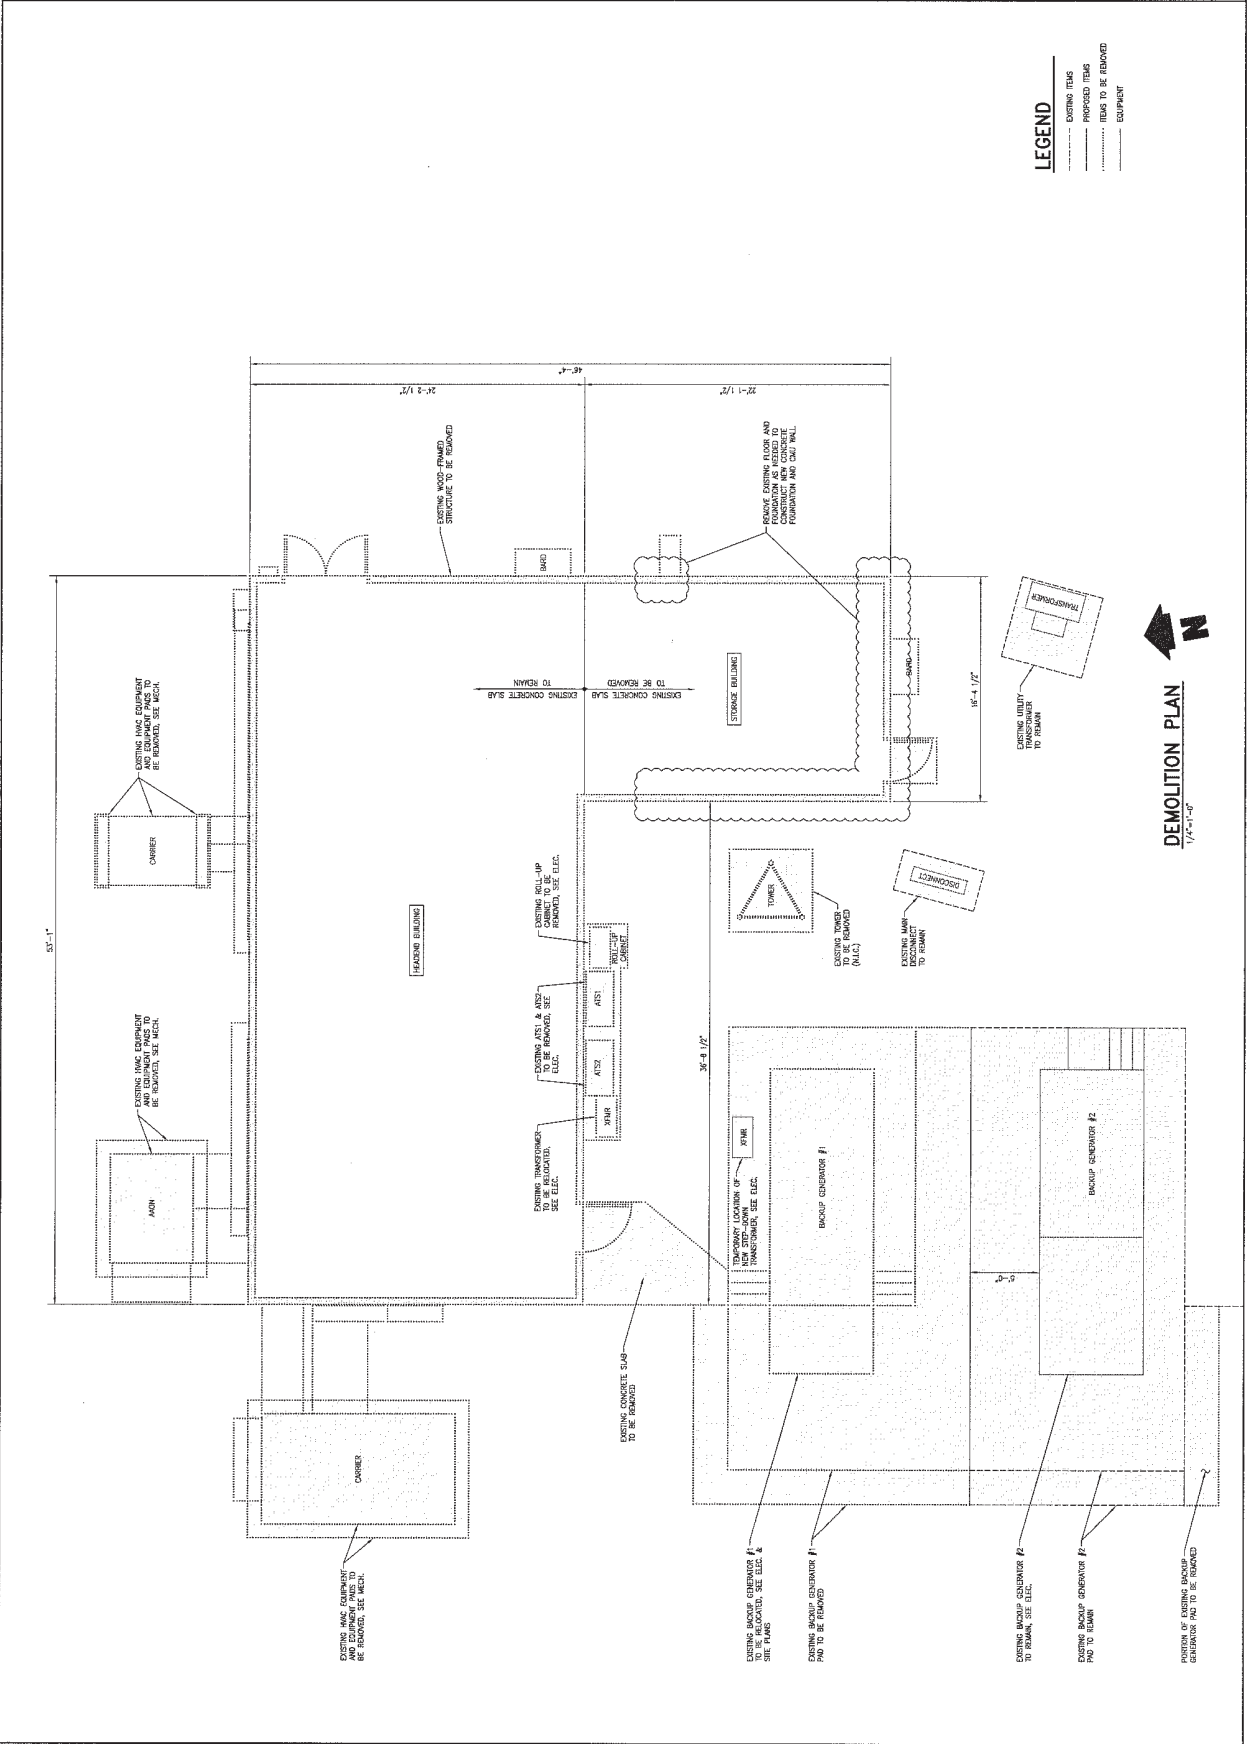 53'-1"
EXISTING HVAC EQUIPMENT
AND EQUIPMENT PADS TO
BE REMOVED, SEE MECH.
CARRIER
EXISTING HVAC EQUIPMENT
AND EQUIPMENT PADS TO
BE REMOVED, SEE MECH.
AAON
EXISTING HVAC EQUIPMENT
AND EQUIPMENT PADS TO
BE REMOVED, SEE MECH.
CARRIER
HEADEND BUILDING
46'-4"
24'-2 1/2"
22'-1 1/2"
EXISTING WOOD-FRAMED
STRUCTURE TO BE REMOVED
BARD
EXISTING CONCRETE SLAB
TO REMAIN
EXISTING CONCRETE SLAB
TO BE REMOVED
STORAGE BUILDING
REMOVE EXISTING FLOOR AND
FOUNDATION AS NEEDED TO
CONSTRUCT NEW CONCRETE
FOUNDATION AND CMU WALL.
BARD
16'-4 1/2"
EXISTING ROLL-UP
CABINET TO BE
REMOVED, SEE ELEC.
ROLL-UP
CABINET
EXISTING ATS1 & ATS2
TO BE REMOVED, SEE
ELEC.
ATS1
ATS2
EXISTING TRANSFORMER
TO BE RELOCATED,
SEE ELEC.
XFMR
36'-8 1/2"
TOWER
EXISTING TOWER
TO BE REMOVED
(N.I.C.)
DISCONNECT
EXISTING MAIN
DISCONNECT
TO REMAIN
TRANSFORMER
EXISTING UTILITY
TRANSFORMER
TO REMAIN
EXISTING CONCRETE SLAB
TO BE REMOVED
TEMPORARY LOCATION OF
NEW STEP-DOWN
TRANSFORMER, SEE ELEC.
XFMR
BACKUP GENERATOR #1
BACKUP GENERATOR #2
5'-0"
EXISTING BACKUP GENERATOR #1
TO BE RELOCATED, SEE ELEC. &
SITE PLANS
EXISTING BACKUP GENERATOR #1
PAD TO BE REMOVED
EXISTING BACKUP GENERATOR #2
TO REMAIN, SEE ELEC.
EXISTING BACKUP GENERATOR #2
PAD TO REMAIN
PORTION OF EXISTING BACKUP
GENERATOR PAD TO BE REMOVED
DEMOLITION PLAN
1/4"=1'-0"
N
LEGEND
EXISTING ITEMS
PROPOSED ITEMS
ITEMS TO BE REMOVED
EQUIPMENT